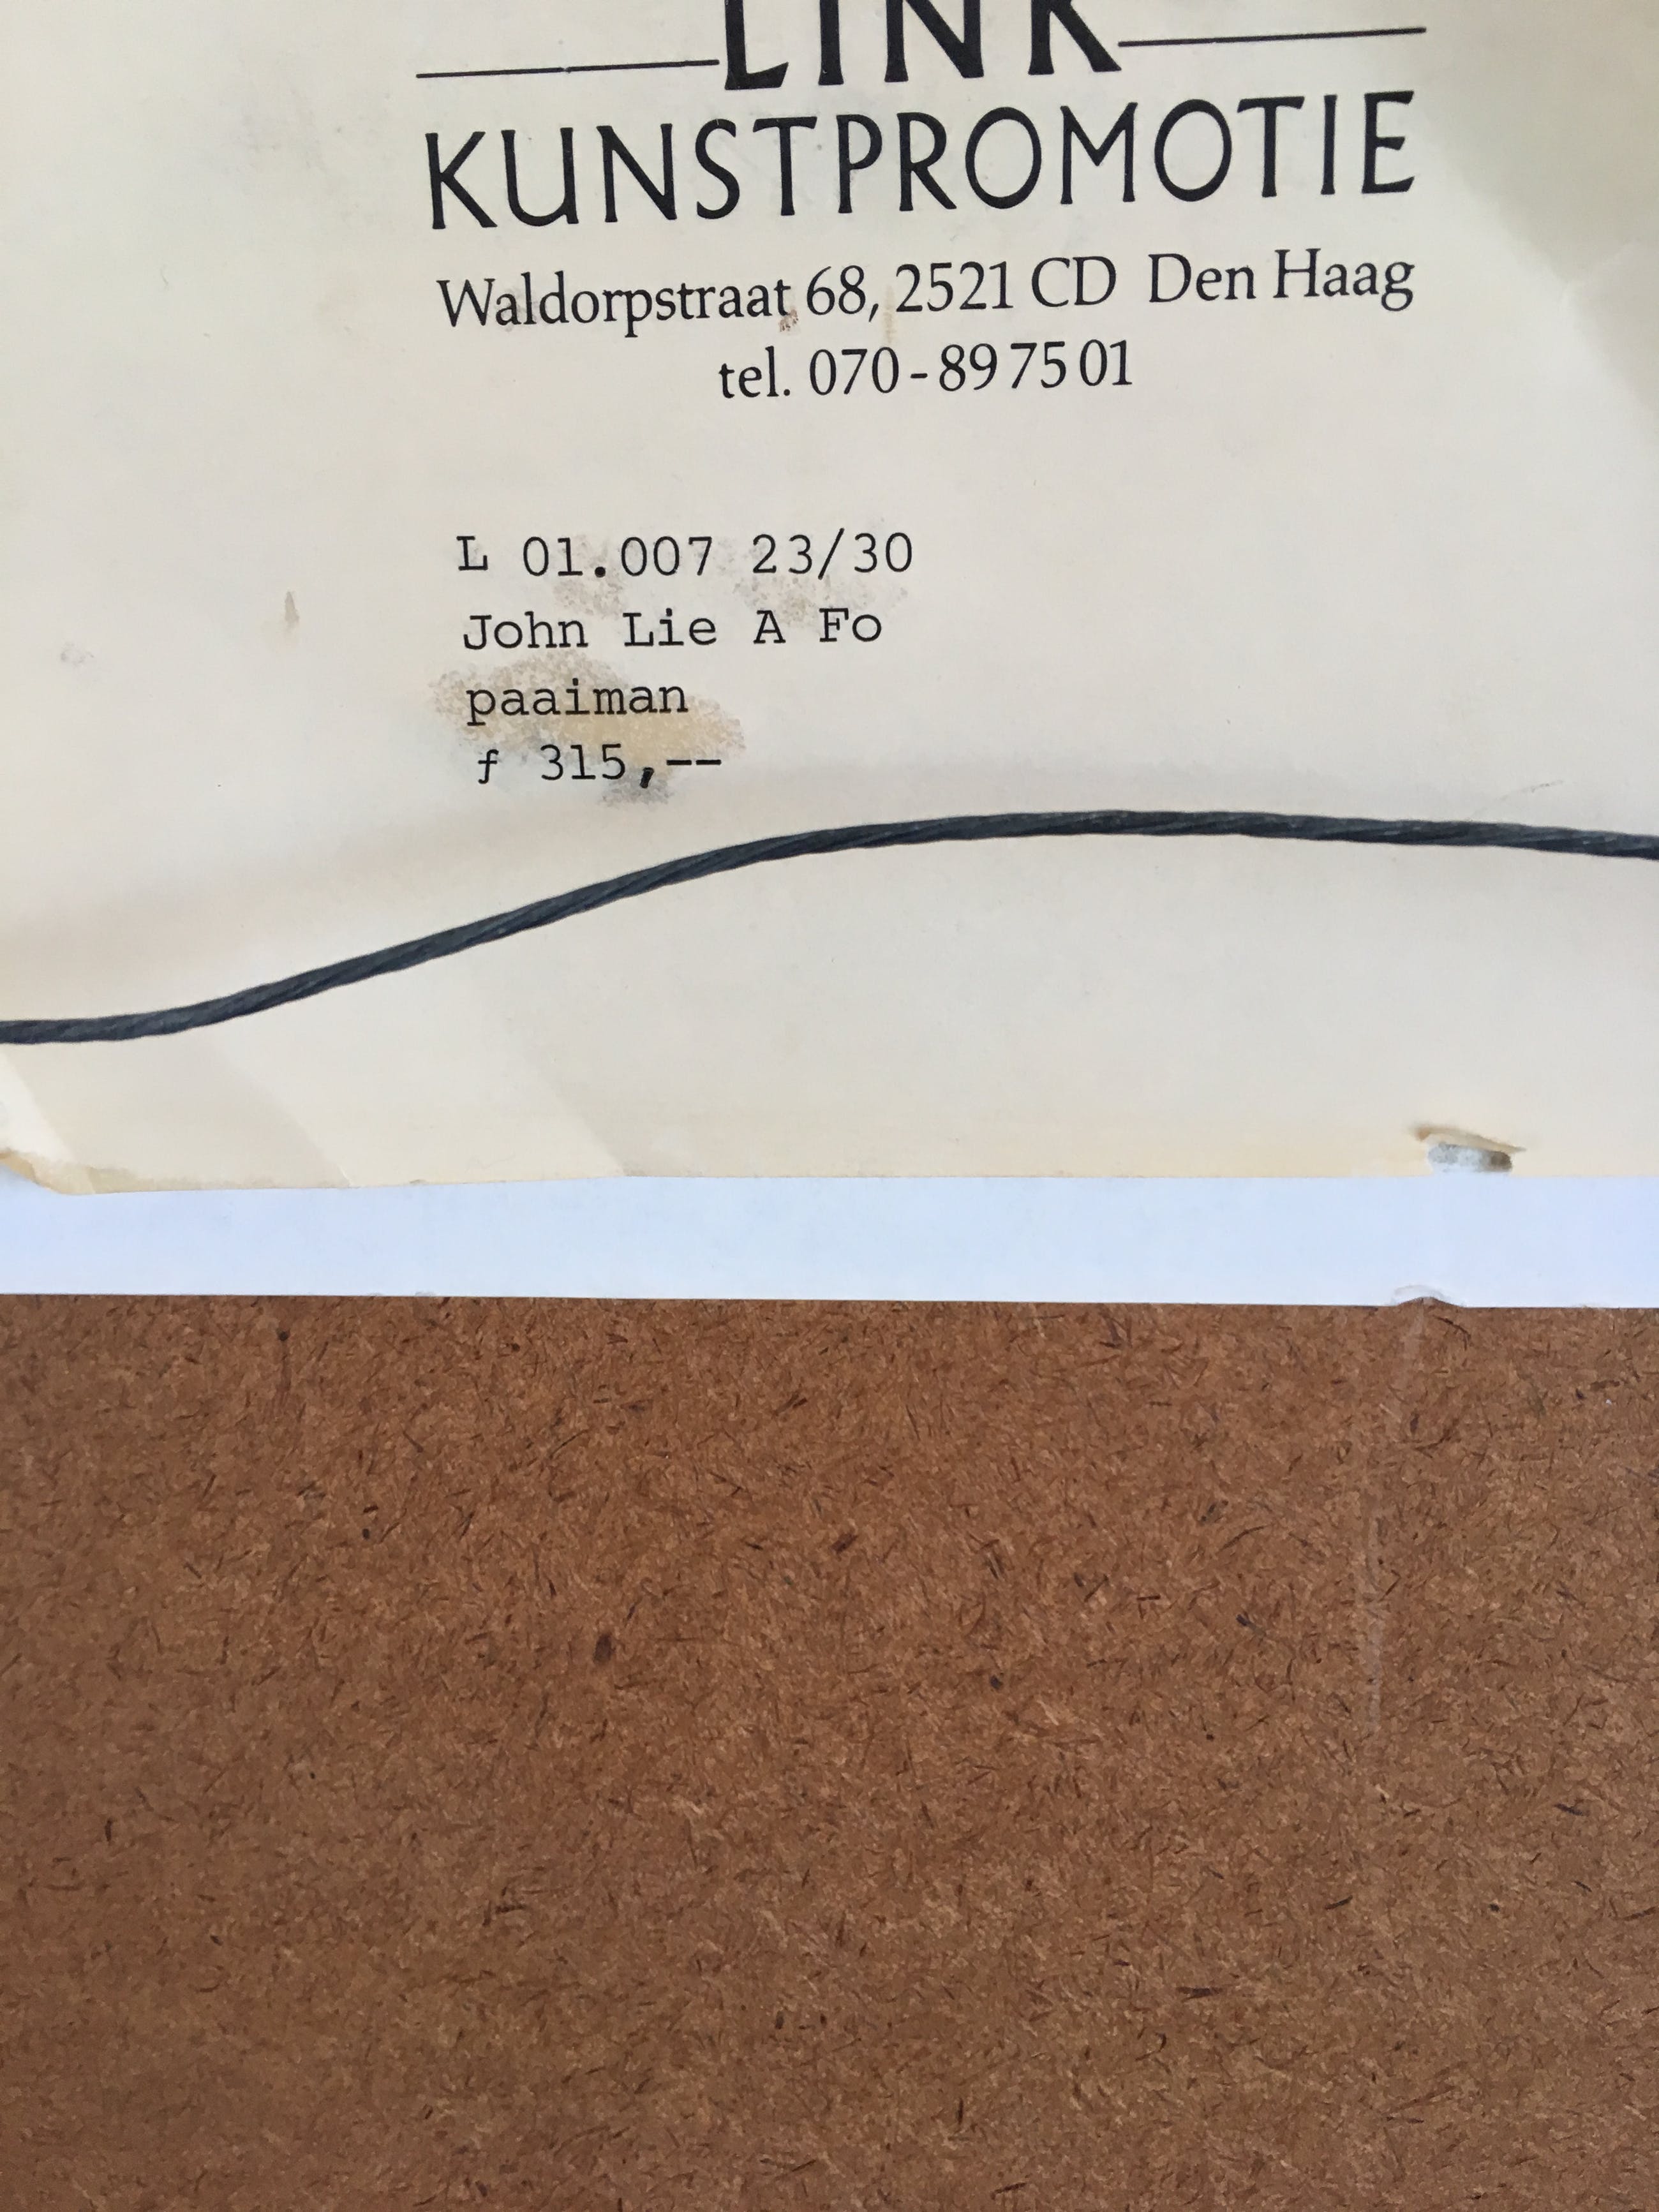 LINK
KUNSTPROMOTIE
Waldorpstraat 68, 2521 CD Den Haag
tel. 070-897501
L 01.007 23/30
John Lie A Fo
paaiman
ƒ 315,--